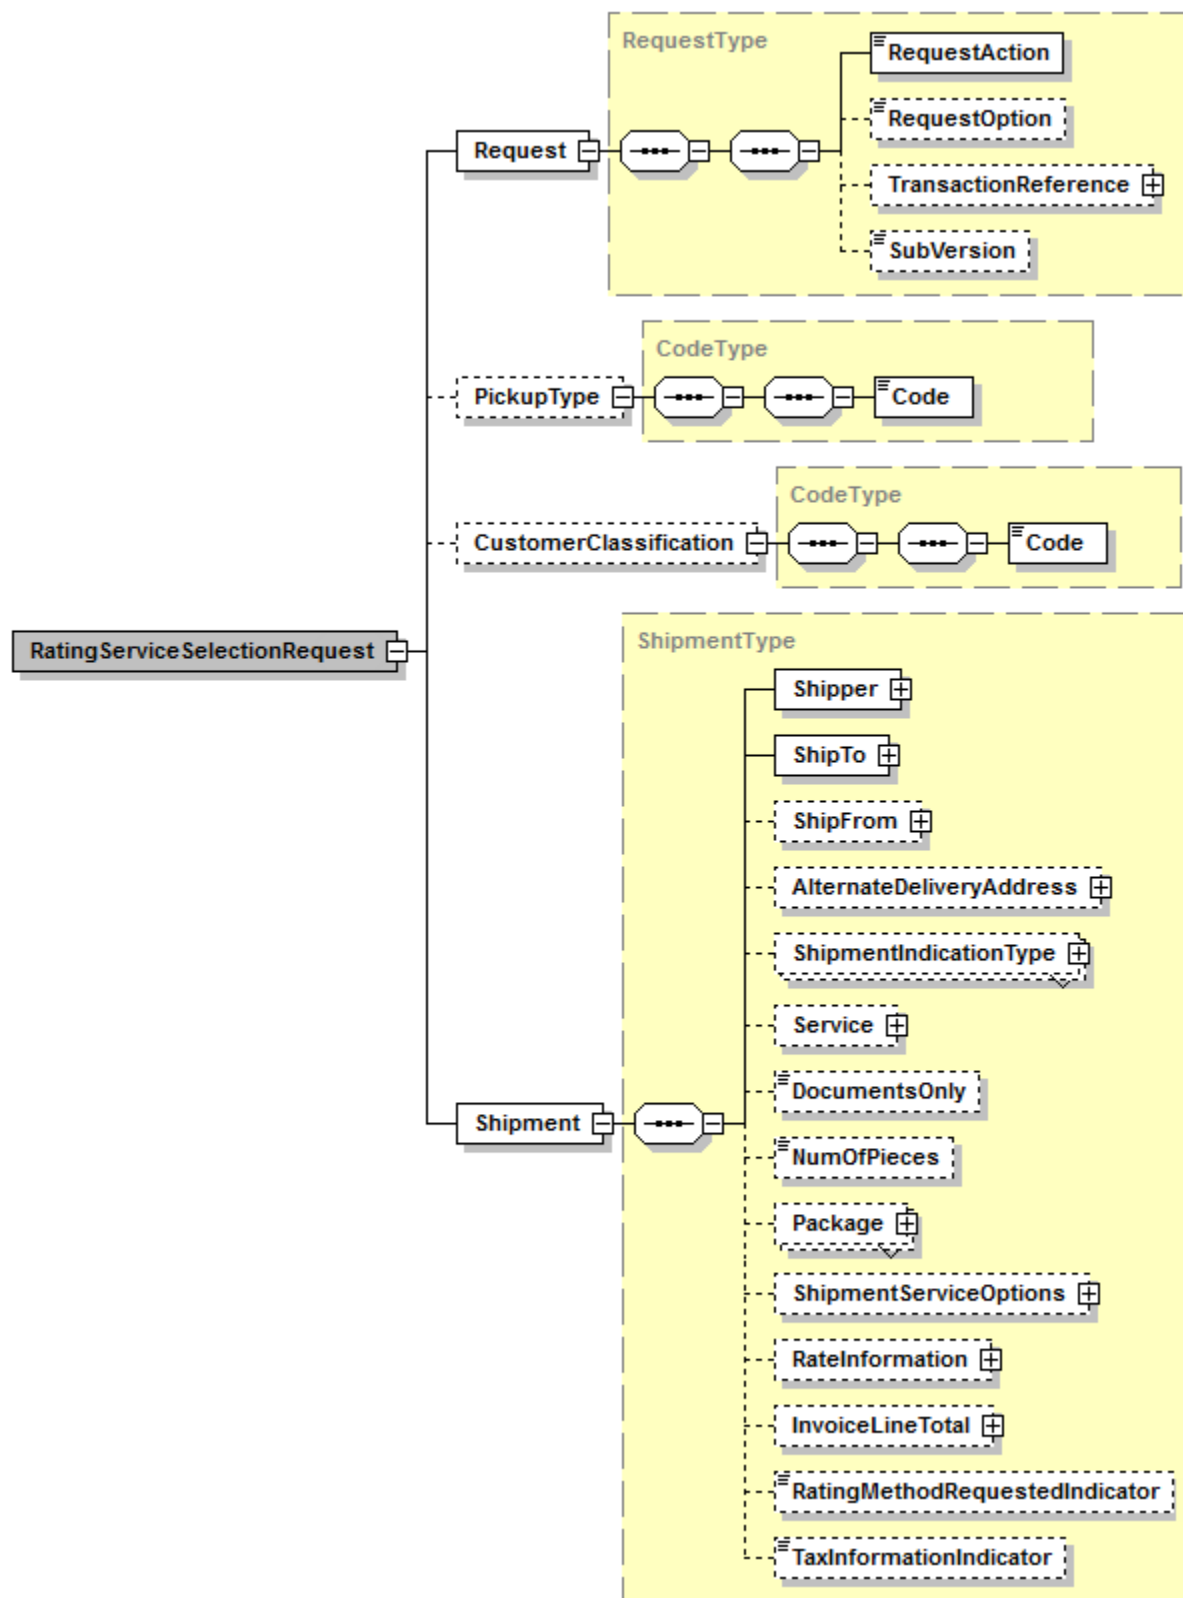 RequestType
RequestAction
RequestOption
Request
TransactionReference
SubVersion
CodeType
PickupType
Code
CodeType
CustomerClassification
Code
RatingServiceSelectionRequest
ShipmentType
Shipper
ShipTo
ShipFrom
AlternateDeliveryAddress
ShipmentIndicationType
Service
DocumentsOnly
Shipment
NumOfPieces
Package
ShipmentServiceOptions
RateInformation
InvoiceLineTotal
RatingMethodRequestedIndicator
TaxInformationIndicator